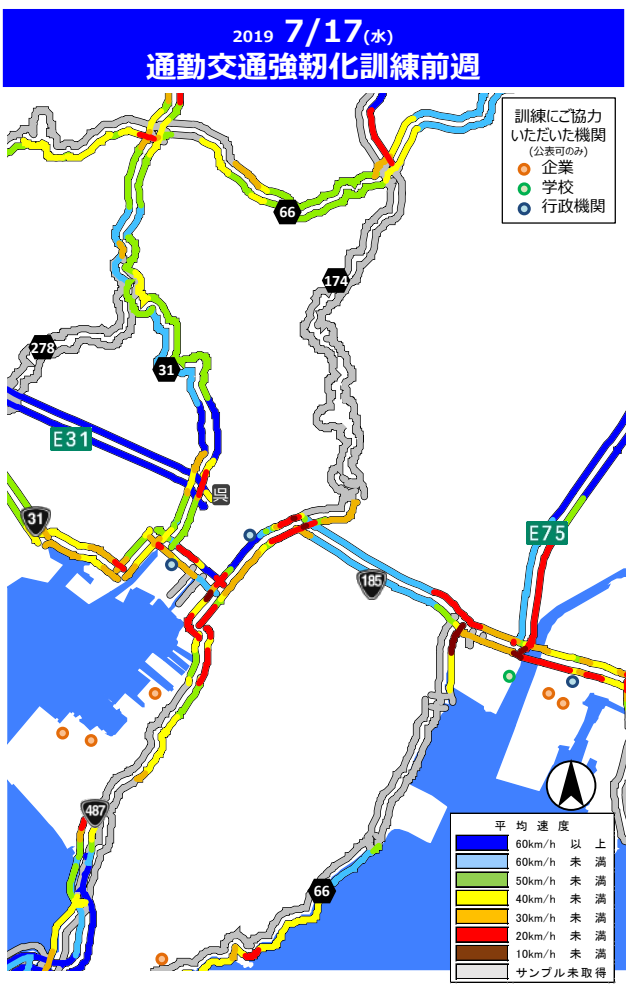 2019 7/17(水)
通勤交通強靭化訓練前週
訓練にご協力
いただいた機関
(公表可のみ)
企業
学校
行政機関
66
174
278
31
E31
呉
31
E75
185
487
66
平均速度
60km/h 以上
60km/h 未満
50km/h 未満
40km/h 未満
30km/h 未満
20km/h 未満
10km/h 未満
サンプル未取得